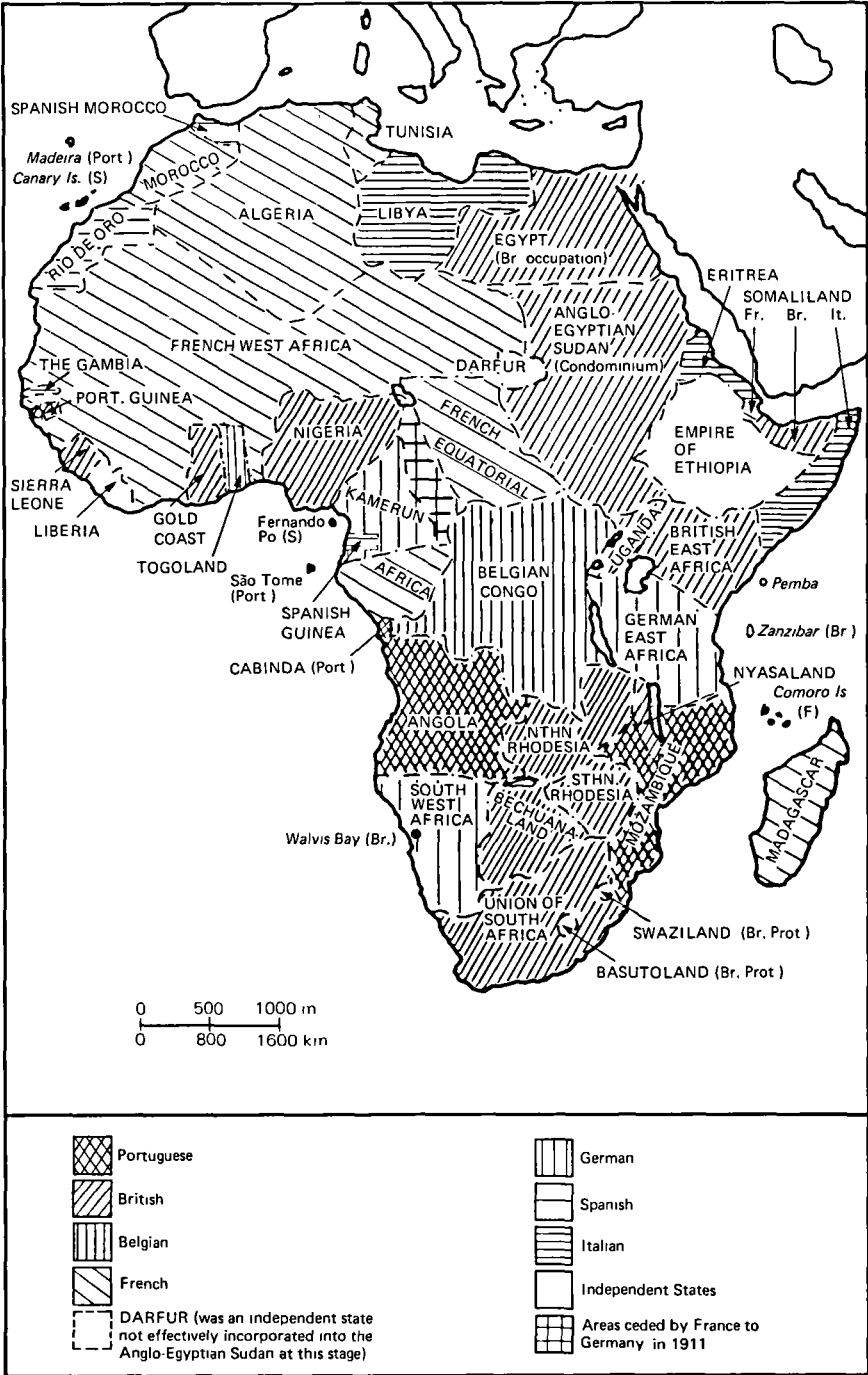 SPANISH MOROCCO
TUNISIA
Madeira (Port )
Canary Is. (S)
MOROCCO
ALGERIA
LIBYA
RIO DE ORO
EGYPT
(Br occupation)
ERITREA
SOMALILAND
Fr. Br. It.
ANGLO-
EGYPTIAN
SUDAN
(Condominium)
FRENCH WEST AFRICA
DARFUR
THE GAMBIA
PORT. GUINEA
NIGERIA
FRENCH
EQUATORIAL
AFRICA
EMPIRE
OF
ETHIOPIA
SIERRA
LEONE
LIBERIA
GOLD
COAST
TOGOLAND
Fernando
Po (S)
KAMERUN
São Tome
(Port )
SPANISH
GUINEA
CABINDA (Port )
BELGIAN
CONGO
UGANDA
BRITISH
EAST
AFRICA
Pemba
Zanzibar (Br )
GERMAN
EAST
AFRICA
NYASALAND
Comoro Is
(F)
ANGOLA
NTHN
RHODESIA
STHN.
RHODESIA
MOZAMBIQUE
MADAGASCAR
SOUTH
WEST
AFRICA
BECHUANA-
LAND
Walvis Bay (Br.)
UNION OF
SOUTH
AFRICA
SWAZILAND (Br. Prot )
BASUTOLAND (Br. Prot )
0 500 1000 m
0 800 1600 km
Portuguese
British
Belgian
French
DARFUR (was an independent state
not effectively incorporated into the
Anglo-Egyptian Sudan at this stage)
German
Spanish
Italian
Independent States
Areas ceded by France to
Germany in 1911